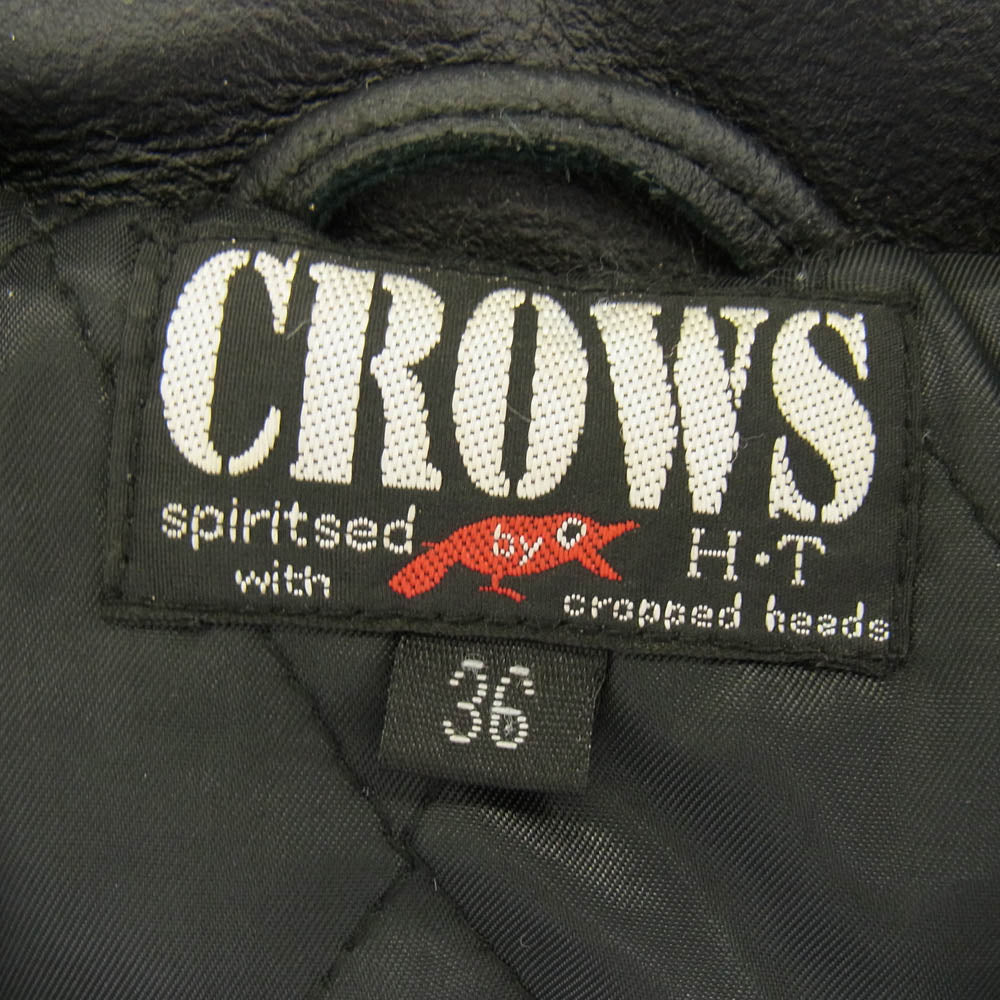 CROWS
spiritsed by H·T
with cropped heads
36